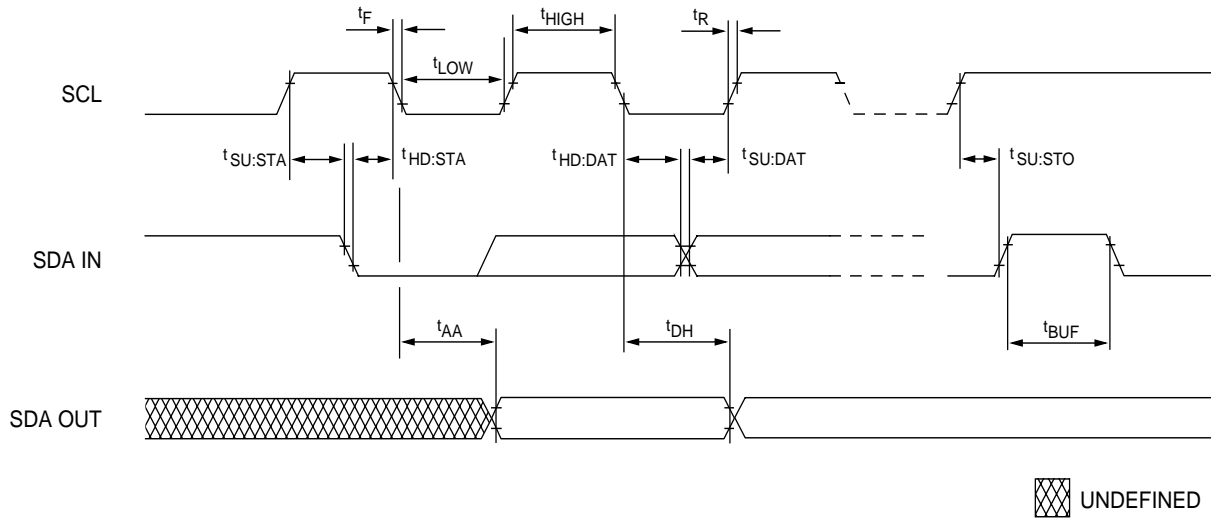 tF
tHIGH
tR
tLOW
SCL
tSU:STA
tHD:STA
tHD:DAT
tSU:DAT
tSU:STO
SDA IN
tAA
tDH
tBUF
SDA OUT
UNDEFINED